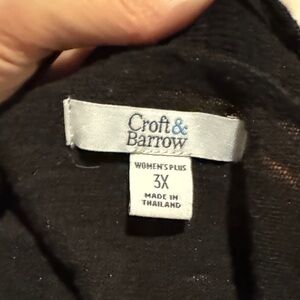 Croft&
Barrow
WOMEN'S PLUS
3X
MADE IN
THAILAND